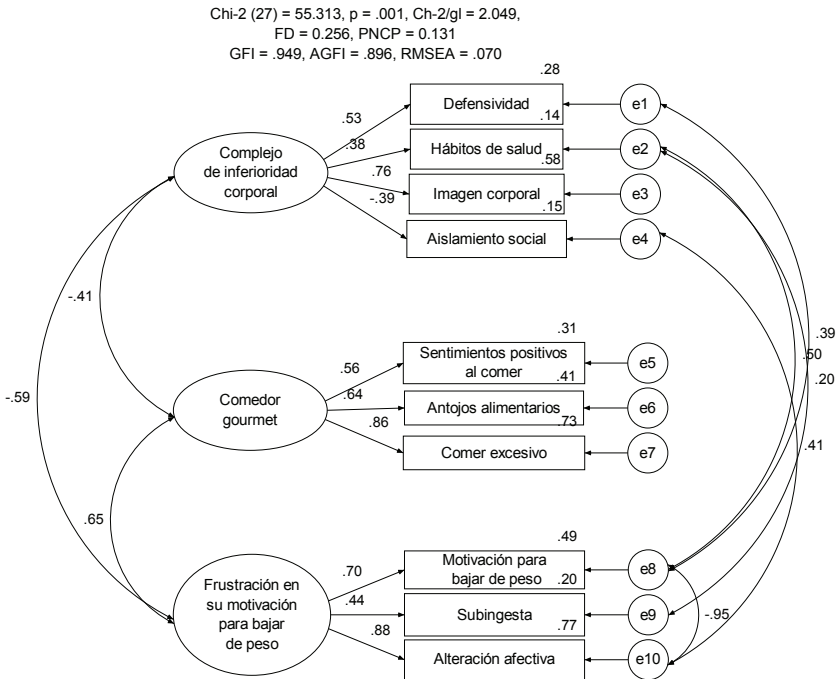 Chi-2 (27) = 55.313, p = .001, Ch-2/gl = 2.049,
FD = 0.256, PNCP = 0.131
GFI = .949, AGFI = .896, RMSEA = .070
.28
Defensividad
e1
.53
.14
Complejo
de inferioridad
corporal
.38
Hábitos de salud
e2
.58
.76
Imagen corporal
e3
.15
-.39
Aislamiento social
e4
-.41
.39
.50
.20
.31
Sentimientos positivos
al comer
e5
.56
.41
-.59
Comedor
gourmet
.64
Antojos alimentarios
e6
.73
.86
Comer excesivo
e7
.41
.65
.49
Motivación para
bajar de peso
e8
.70
.20
Frustración en
su motivación
para bajar
de peso
.44
Subingesta
e9
-.95
.77
.88
Alteración afectiva
e10